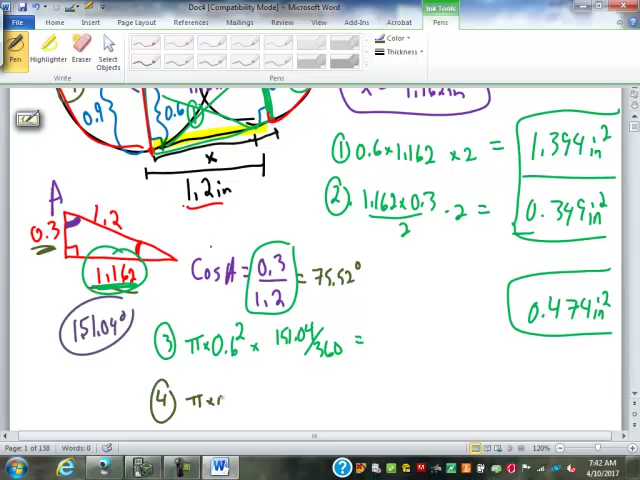 Doc4 [Compatibility Mode] - Microsoft Word
Ink Tools
File Home Insert Page Layout References Mailings Review View Add-Ins Acrobat Pens
Pen
Highlighter
Eraser
Select Objects
Color
Thickness
Write
Pens
0.9
0.6
x
1.2in
x = 1.162in
① 0.6×1.162 ×2 = 1.394in²
② 1.162×0.3/2 · 2 = 0.349in²
0.474in²
A
0.3
1.2
1.162
151.04°
CosA = 0.3/1.2 = 75.52°
③ π×0.6² × 151.04/360 =
④ π×
Page: 1 of 138 Words: 0
120%
7:42 AM
4/10/2017